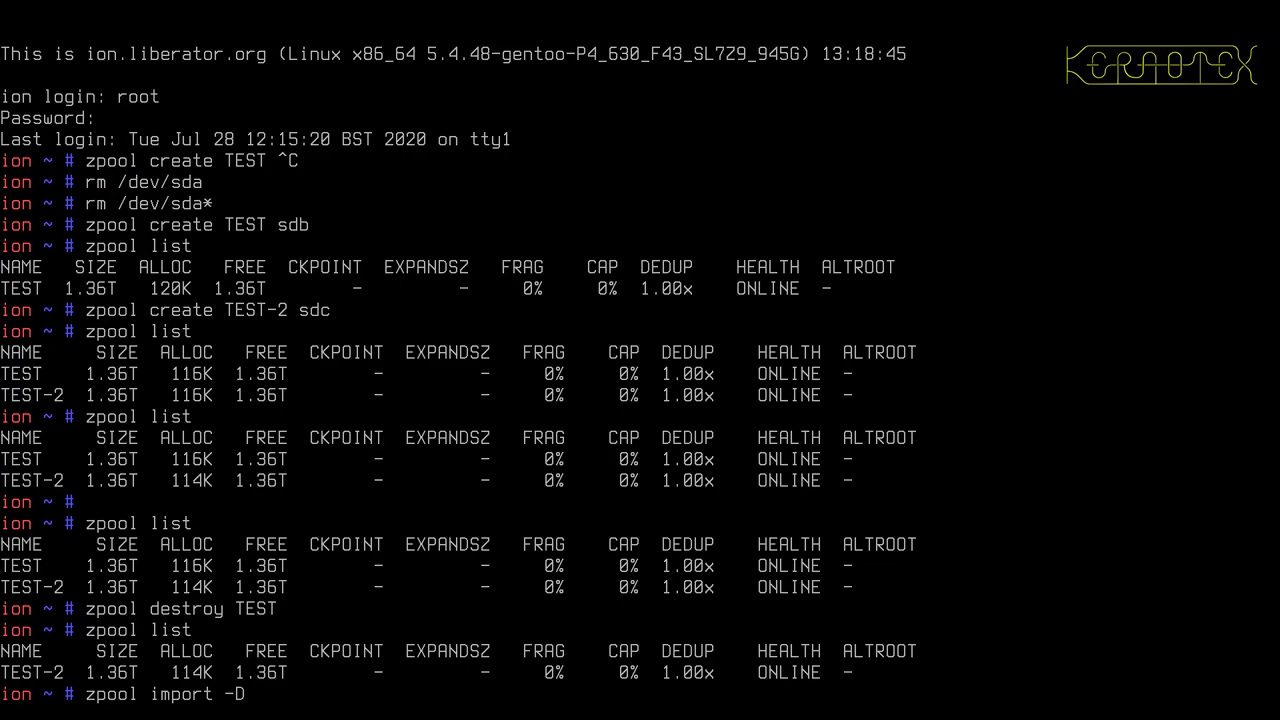 This is ion.liberator.org (Linux x86_64 5.4.48-gentoo-P4_630_F43_SL7Z9_945G) 13:18:45
KERAOTEX
ion login: root
Password:
Last login: Tue Jul 28 12:15:20 BST 2020 on tty1
ion ~ # zpool create TEST ^C
ion ~ # rm /dev/sda
ion ~ # rm /dev/sda*
ion ~ # zpool create TEST sdb
ion ~ # zpool list
NAME   SIZE  ALLOC   FREE  CKPOINT  EXPANDSZ   FRAG    CAP  DEDUP    HEALTH  ALTROOT
TEST  1.36T   120K  1.36T        -         -     0%     0%  1.00x    ONLINE  -
ion ~ # zpool create TEST-2 sdc
ion ~ # zpool list
NAME     SIZE  ALLOC   FREE  CKPOINT  EXPANDSZ   FRAG    CAP  DEDUP    HEALTH  ALTROOT
TEST    1.36T   116K  1.36T        -         -     0%     0%  1.00x    ONLINE  -
TEST-2  1.36T   116K  1.36T        -         -     0%     0%  1.00x    ONLINE  -
ion ~ # zpool list
NAME     SIZE  ALLOC   FREE  CKPOINT  EXPANDSZ   FRAG    CAP  DEDUP    HEALTH  ALTROOT
TEST    1.36T   116K  1.36T        -         -     0%     0%  1.00x    ONLINE  -
TEST-2  1.36T   114K  1.36T        -         -     0%     0%  1.00x    ONLINE  -
ion ~ #
ion ~ # zpool list
NAME     SIZE  ALLOC   FREE  CKPOINT  EXPANDSZ   FRAG    CAP  DEDUP    HEALTH  ALTROOT
TEST    1.36T   116K  1.36T        -         -     0%     0%  1.00x    ONLINE  -
TEST-2  1.36T   114K  1.36T        -         -     0%     0%  1.00x    ONLINE  -
ion ~ # zpool destroy TEST
ion ~ # zpool list
NAME     SIZE  ALLOC   FREE  CKPOINT  EXPANDSZ   FRAG    CAP  DEDUP    HEALTH  ALTROOT
TEST-2  1.36T   114K  1.36T        -         -     0%     0%  1.00x    ONLINE  -
ion ~ # zpool import -D